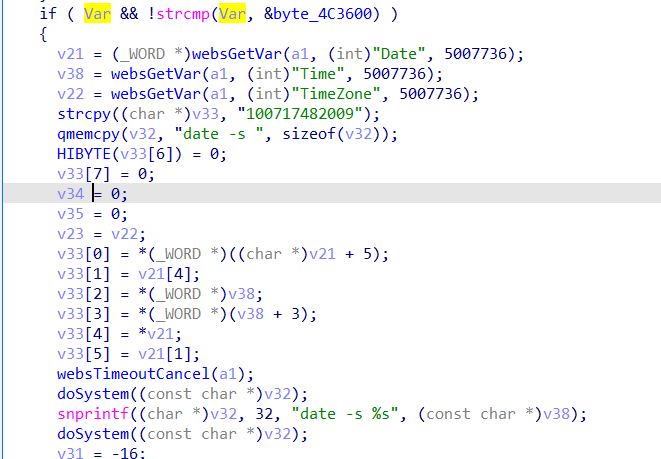 if ( Var && !strcmp(Var, &byte_4C3600) )
{
v21 = (_WORD *)websGetVar(a1, (int)"Date", 5007736);
v38 = websGetVar(a1, (int)"Time", 5007736);
v22 = websGetVar(a1, (int)"TimeZone", 5007736);
strcpy((char *)v33, "100717482009");
qmemcpy(v32, "date -s ", sizeof(v32));
HIBYTE(v33[6]) = 0;
v33[7] = 0;
v34 = 0;
v35 = 0;
v23 = v22;
v33[0] = *(_WORD *)((char *)v21 + 5);
v33[1] = v21[4];
v33[2] = *(_WORD *)v38;
v33[3] = *(_WORD *)(v38 + 3);
v33[4] = *v21;
v33[5] = v21[1];
websTimeoutCancel(a1);
doSystem((const char *)v32);
snprintf((char *)v32, 32, "date -s %s", (const char *)v38);
doSystem((const char *)v32);
v31 = -16;